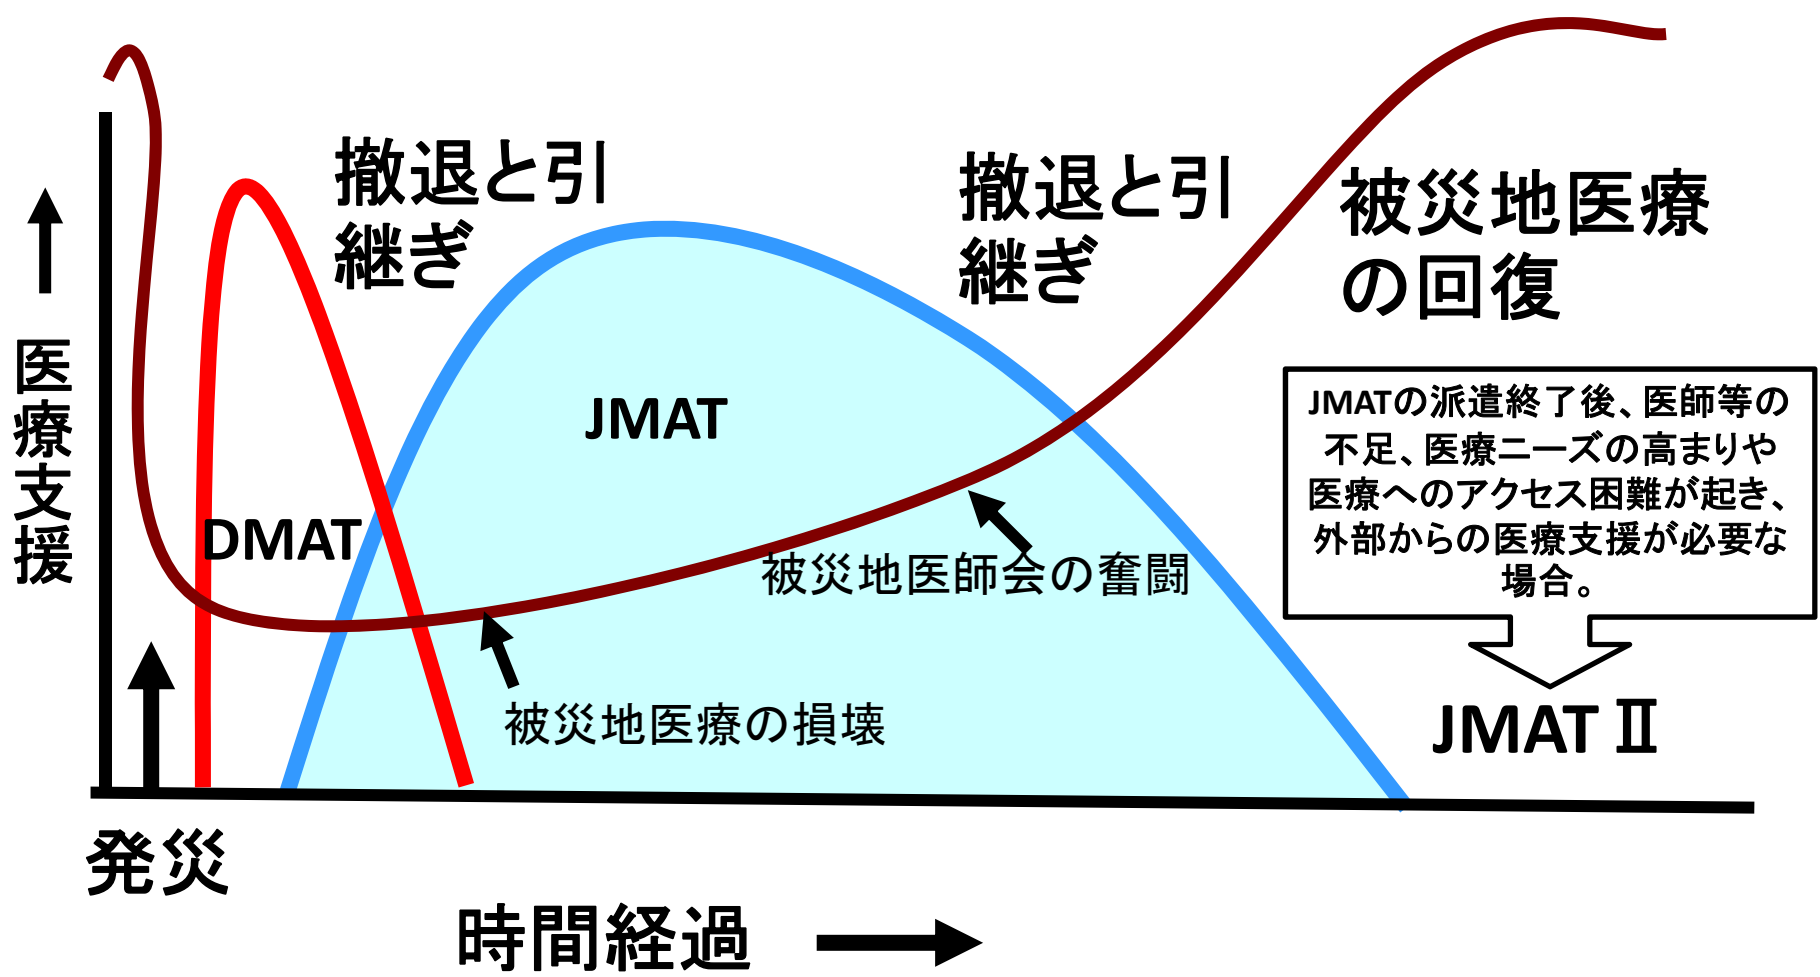 撤退と引
継ぎ
撤退と引
継ぎ
被災地医療
の回復
医療支援
JMAT
DMAT
JMATの派遣終了後、医師等の
不足、医療ニーズの高まりや
医療へのアクセス困難が起き、
外部からの医療支援が必要な
場合。
被災地医師会の奮闘
被災地医療の損壊
JMAT Ⅱ
発災
時間経過